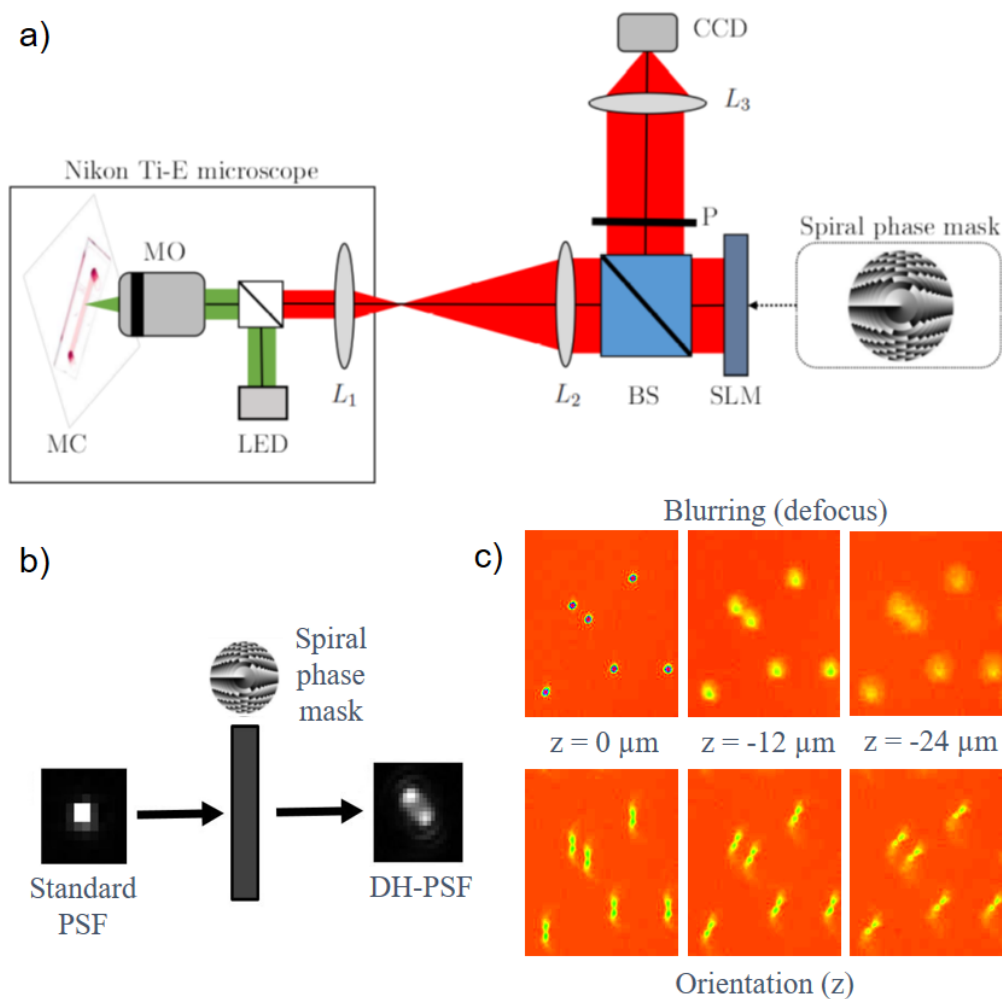 a)
CCD
L3
Nikon Ti-E microscope
MO
P
Spiral phase mask
L1
L2
BS
SLM
MC
LED
b)
Spiral
phase
mask
Standard
PSF
DH-PSF
c)
Blurring (defocus)
z = 0 µm
z = -12 µm
z = -24 µm
Orientation (z)